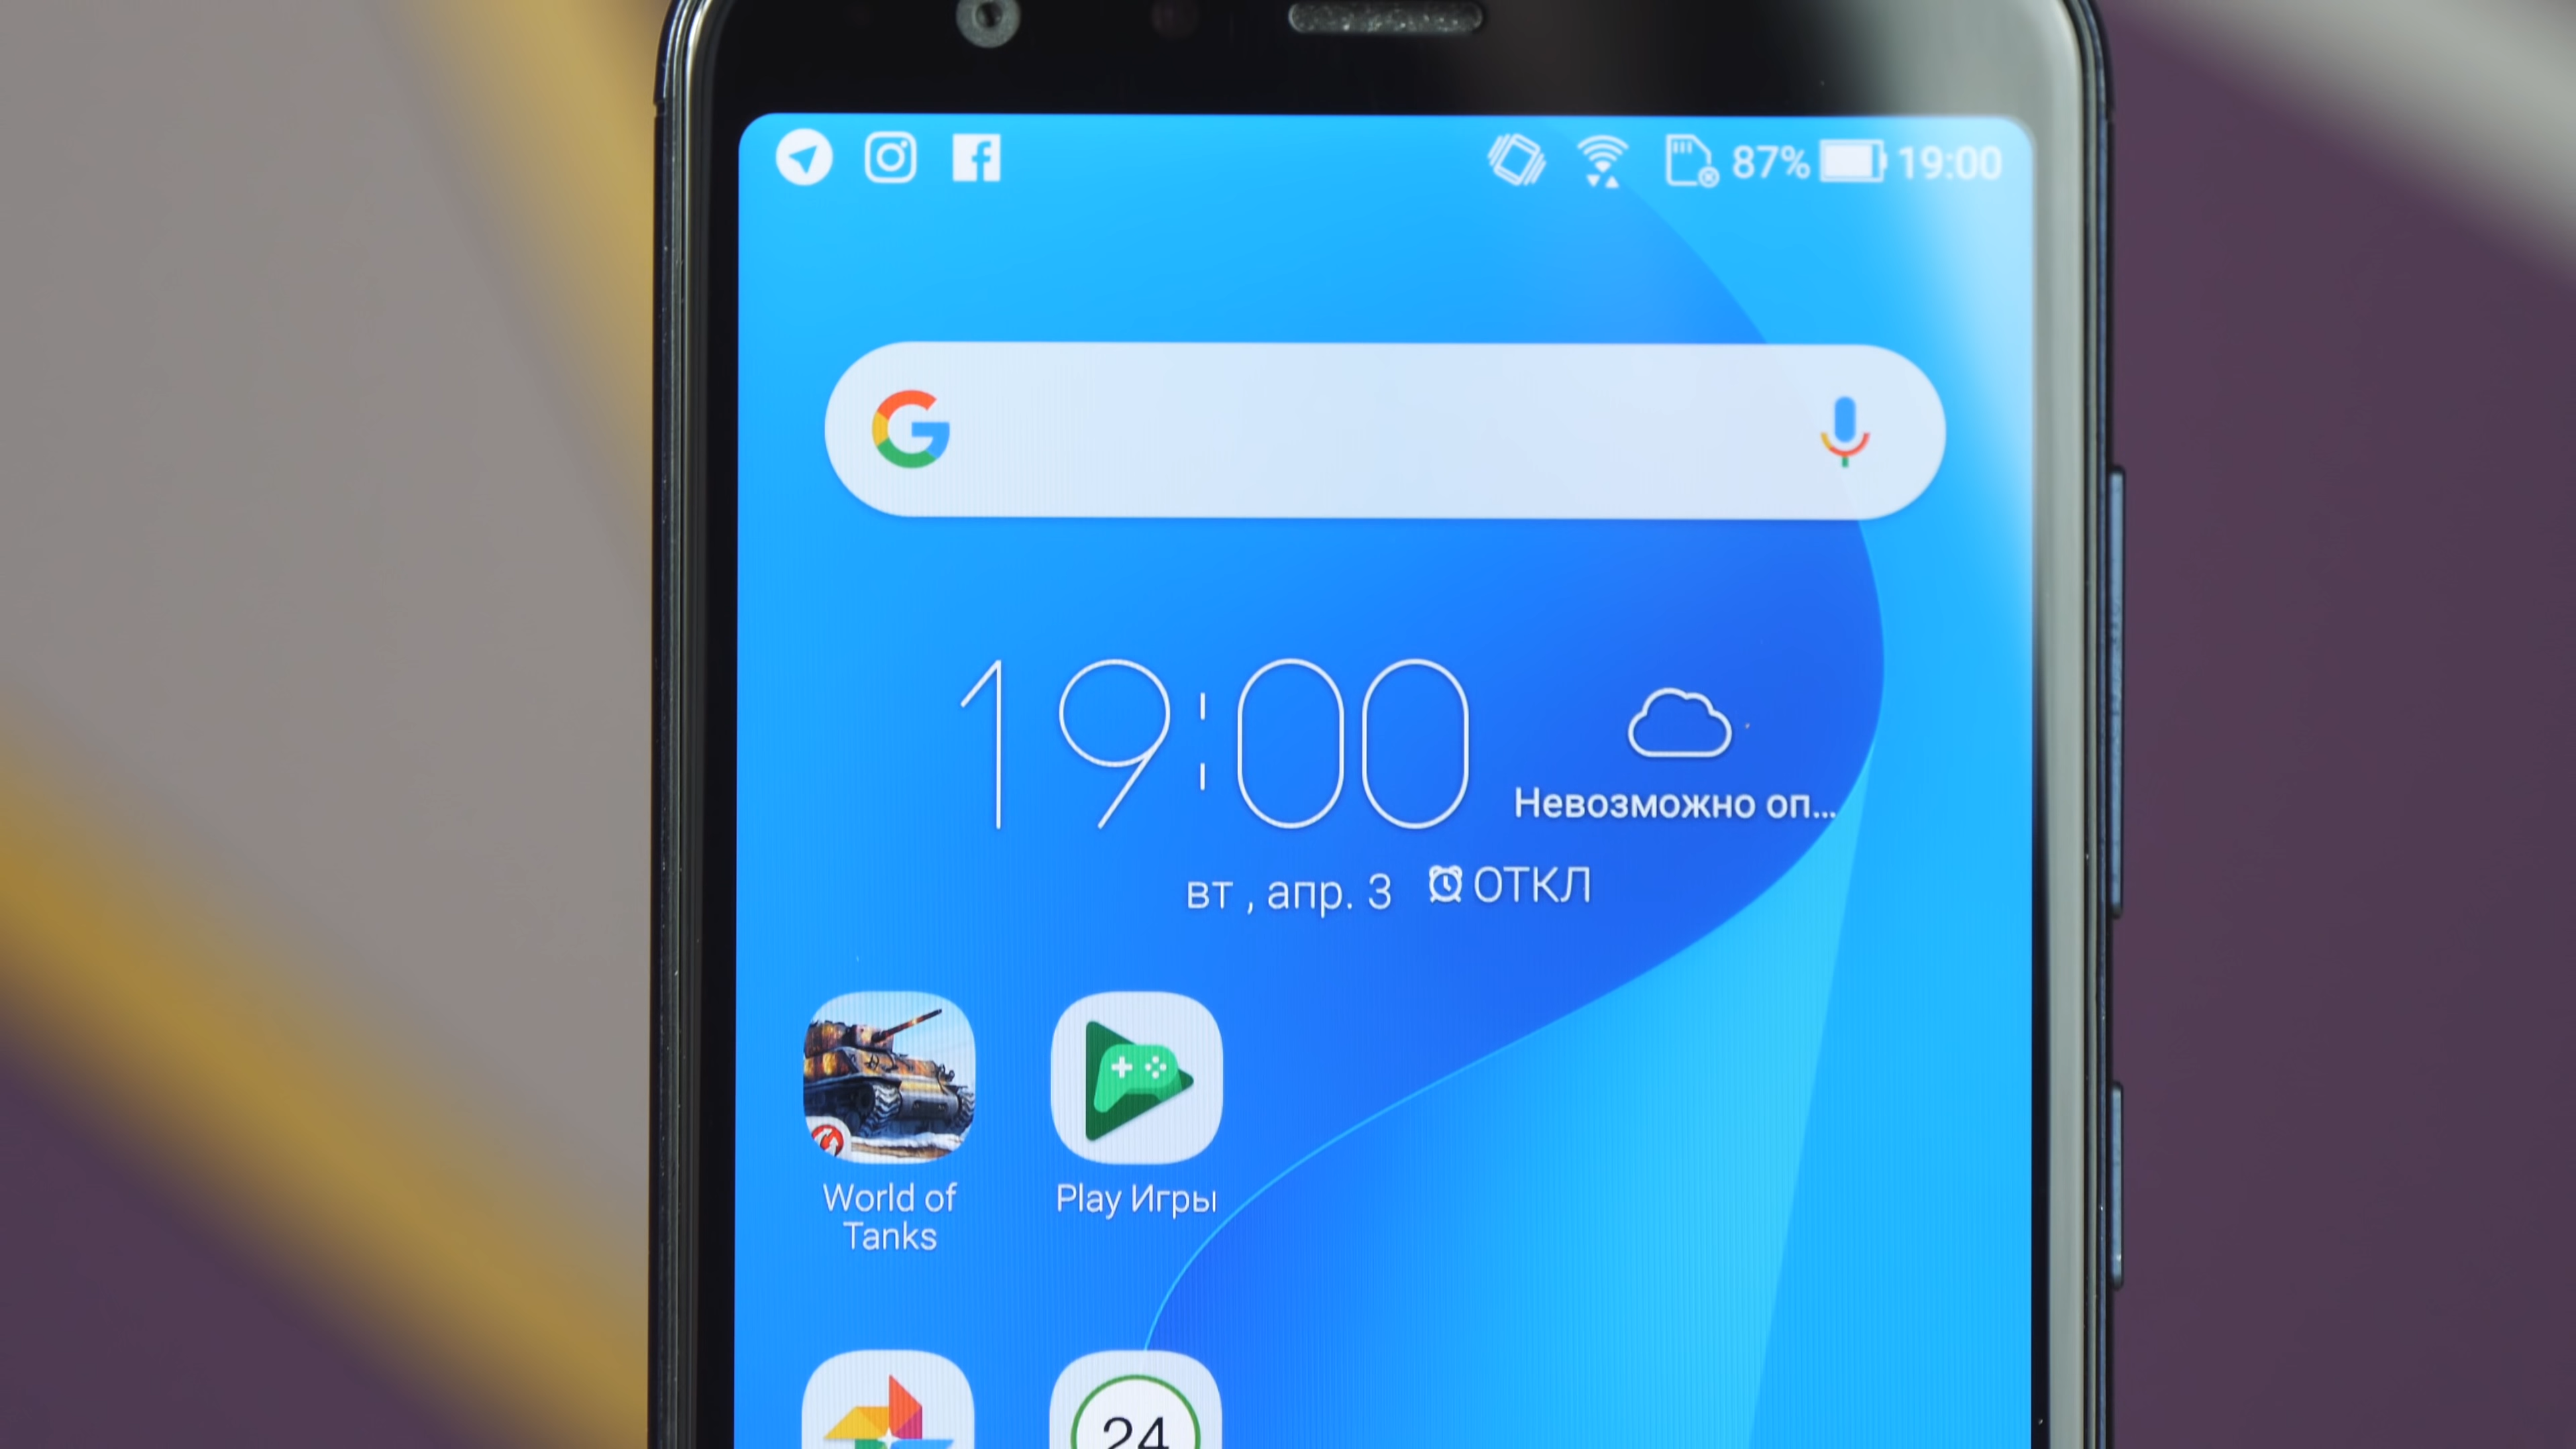 87% 19:00
G
19:00
Невозможно оп...
вт , апр. 3 ОТКЛ
World of
Tanks
Play Игры
24